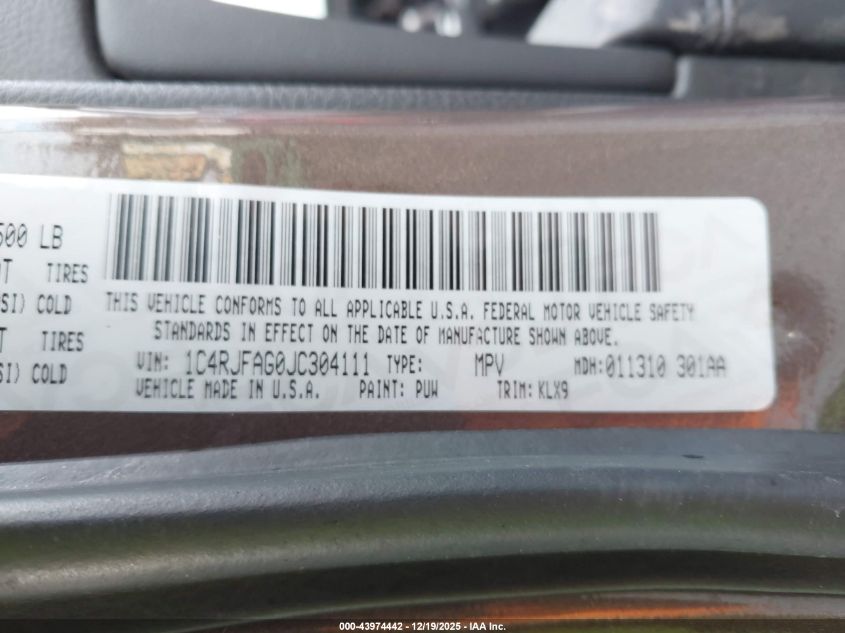 500 LB
TIRES
SI) COLD
TIRES
SI) COLD
THIS VEHICLE CONFORMS TO ALL APPLICABLE U.S.A. FEDERAL MOTOR VEHICLE SAFETY
STANDARDS IN EFFECT ON THE DATE OF MANUFACTURE SHOWN ABOVE.
VIN: 1C4RJFAG0JC304111 TYPE: MPV MDH:011310 301AA
VEHICLE MADE IN U.S.A. PAINT: PUW TRIM: KLX9
000-43974442 - 12/19/2025 - IAA Inc.